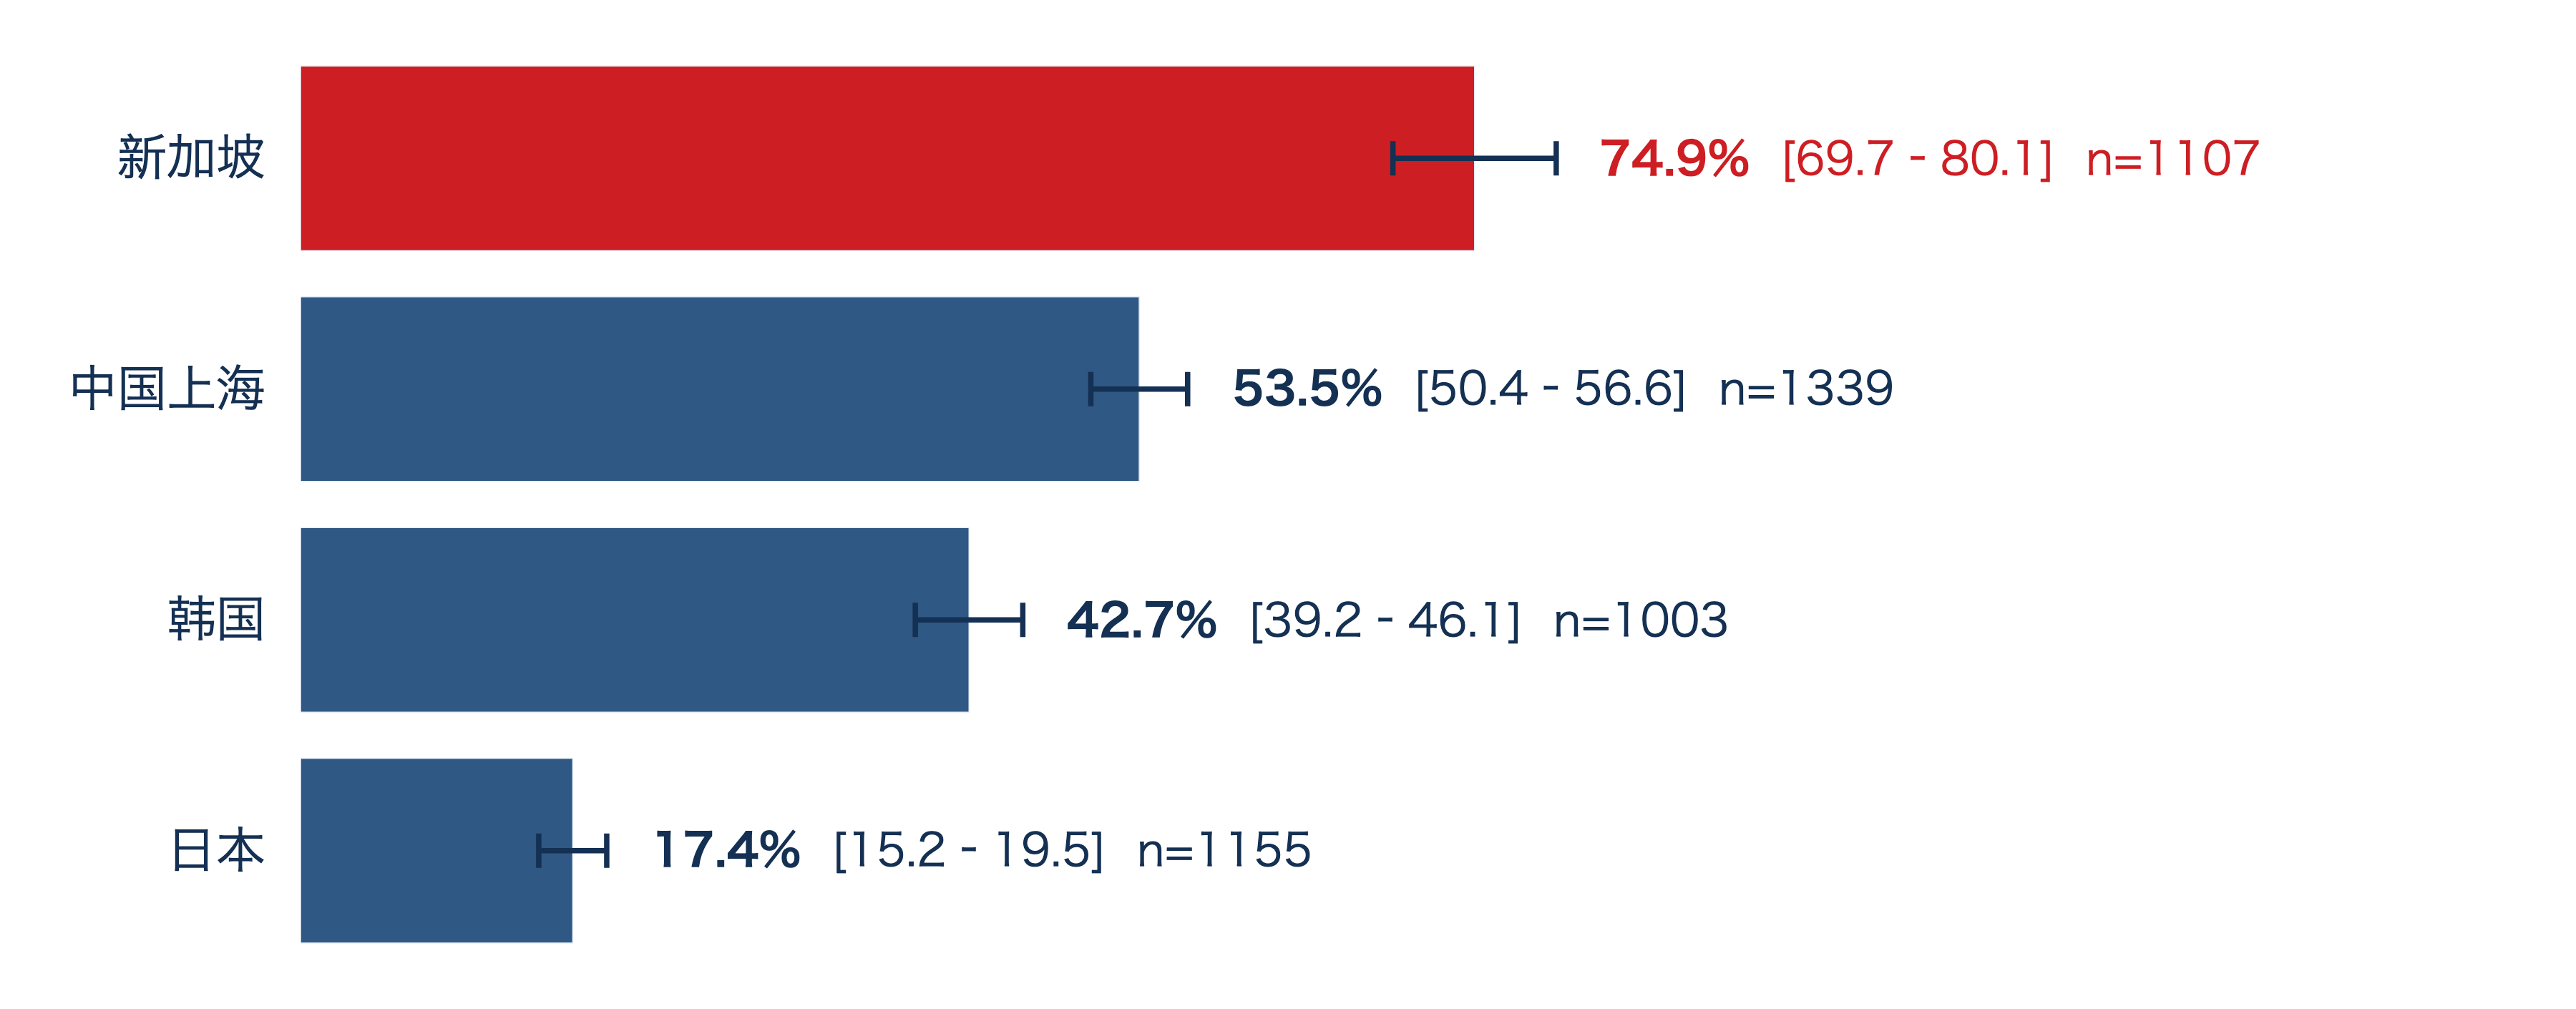 新加坡 74.9% [69.7 - 80.1] n=1107
中国上海 53.5% [50.4 - 56.6] n=1339
韩国 42.7% [39.2 - 46.1] n=1003
日本 17.4% [15.2 - 19.5] n=1155